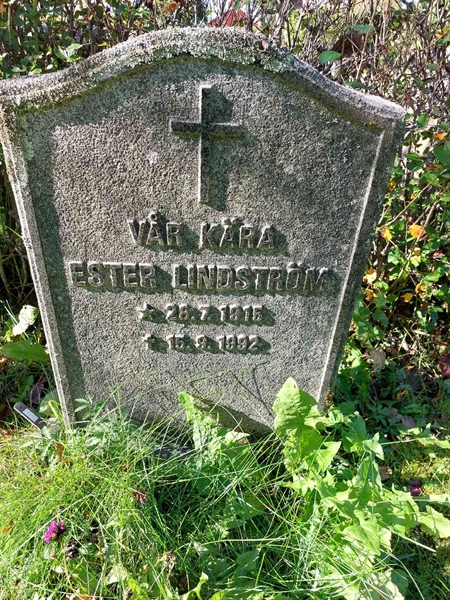 VÅR KÄRA
ESTER LINDSTRÖM
* 28.7 1915
† 15.9 1992